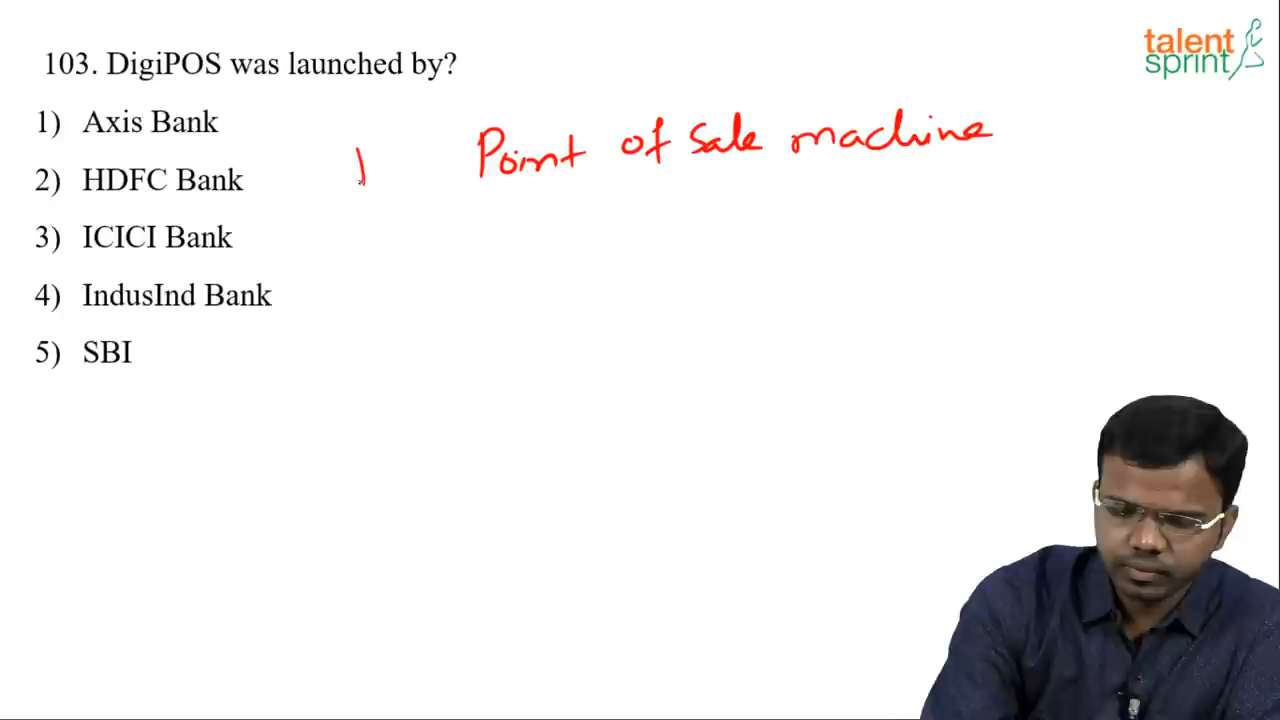 talent
sprint
103. DigiPOS was launched by?
1) Axis Bank
Point of Sale machine
2) HDFC Bank
3) ICICI Bank
4) IndusInd Bank
5) SBI